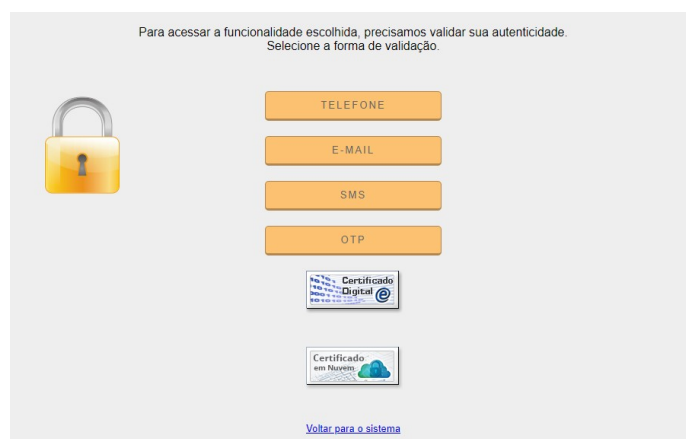 Para acessar a funcionalidade escolhida, precisamos validar sua autenticidade.
Selecione a forma de validação.
TELEFONE
E-MAIL
SMS
OTP
Certificado
Digital
Certificado
em Nuvem
Voltar para o sistema